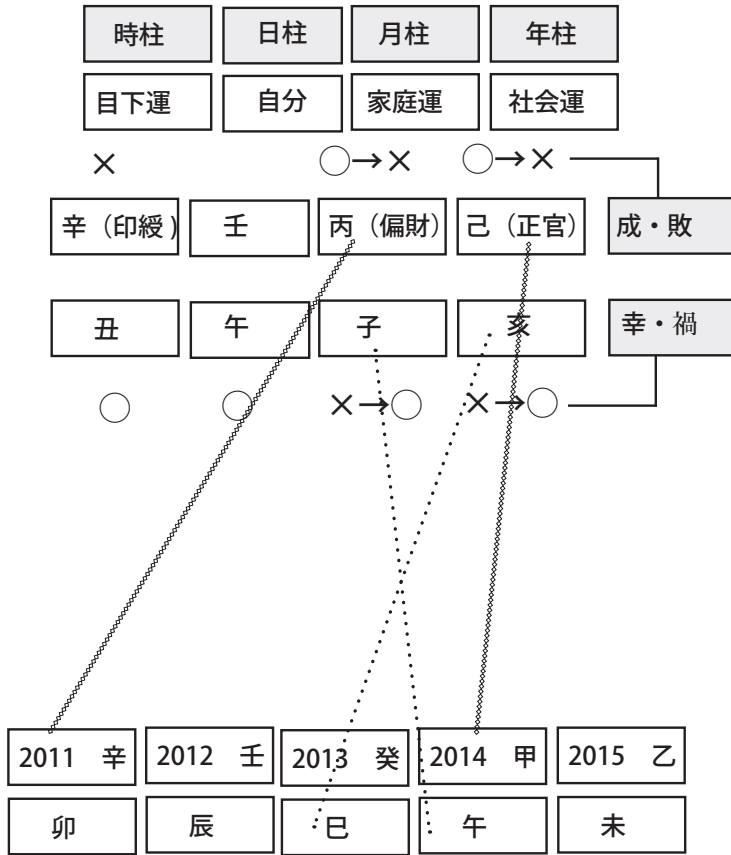 時柱 日柱 月柱 年柱
目下運 自分 家庭運 社会運
× ○→× ○→×
辛（印綬) 壬 丙（偏財） 己（正官） 成・敗
丑 午 子 亥 幸・禍
○ ○ ×→○ ×→○
2011 辛 2012 壬 2013 癸 2014 甲 2015 乙
卯 辰 巳 午 未